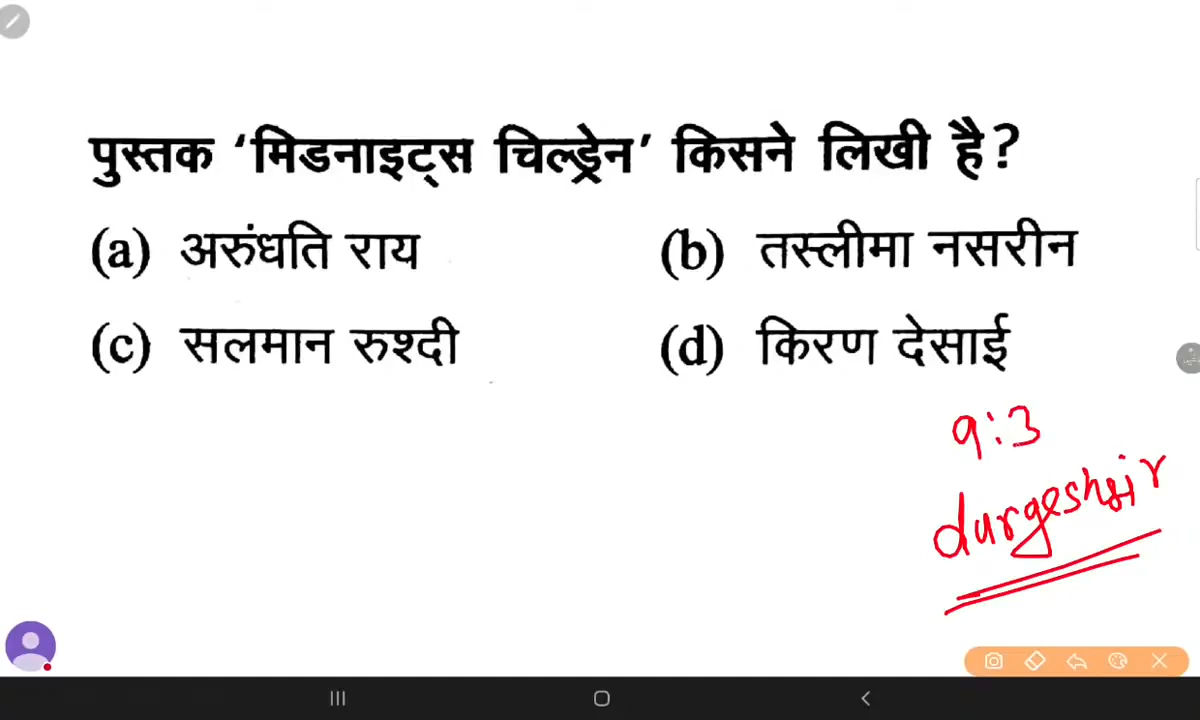 पुस्तक ‘मिडनाइट्स चिल्ड्रेन’ किसने लिखी है?
(a) अरुंधति राय (b) तस्लीमा नसरीन
(c) सलमान रुश्दी (d) किरण देसाई
9:3
durgeshsir